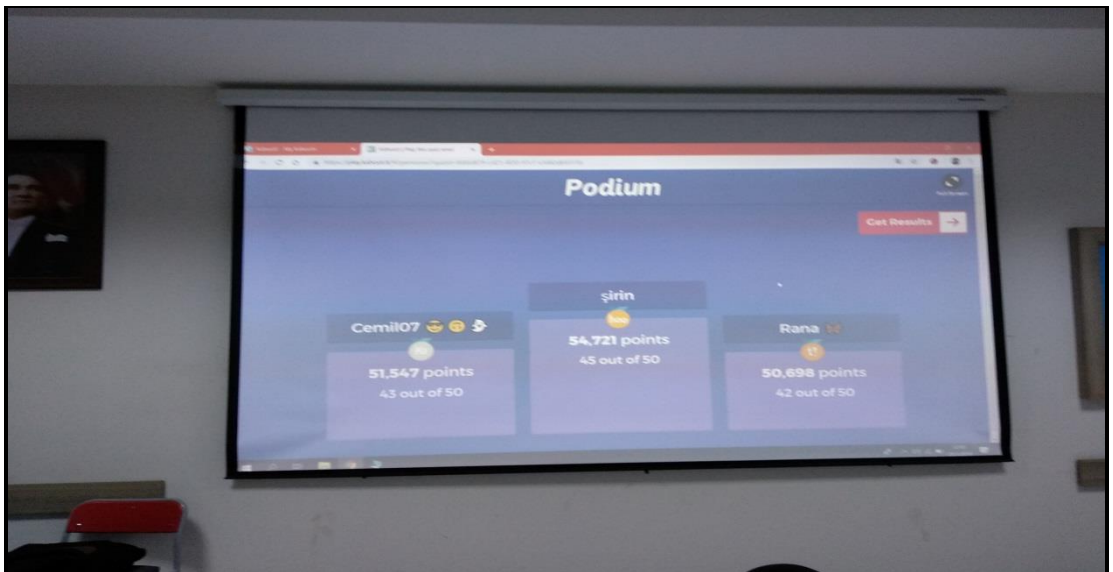 Podium
Get Results
şirin
54,721 points
45 out of 50
Cemil07 😎 🙃 👻
51,547 points
43 out of 50
Rana
50,698 points
42 out of 50